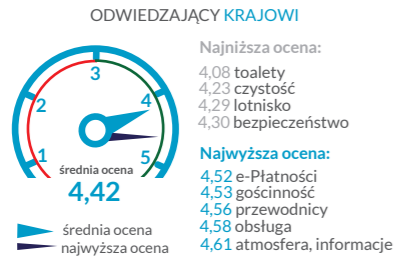 ODWIEDZAJĄCY KRAJOWI
1
2
3
4
5
średnia ocena
4,42
średnia ocena
najwyższa ocena
Najniższa ocena:
4,08 toalety
4,23 czystość
4,29 lotnisko
4,30 bezpieczeństwo
Najwyższa ocena:
4,52 e-Płatności
4,53 gościnność
4,56 przewodnicy
4,58 obsługa
4,61 atmosfera, informacje